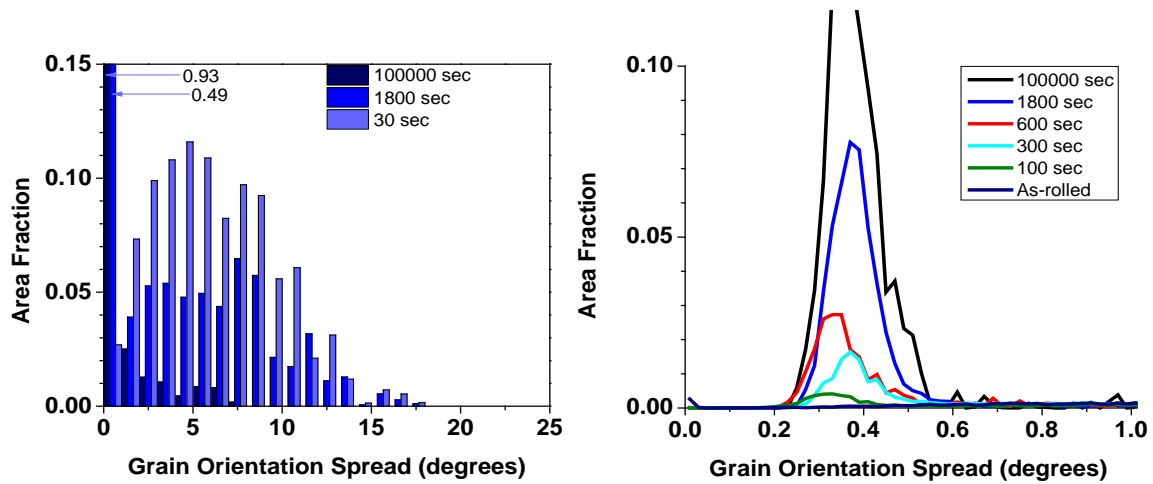 0.15
0.10
0.05
0.00
0.93
0.49
100000 sec
1800 sec
30 sec
0
5
10
15
20
25
Area Fraction
Grain Orientation Spread (degrees)
0.10
0.05
0.00
100000 sec
1800 sec
600 sec
300 sec
100 sec
As-rolled
0.0
0.2
0.4
0.6
0.8
1.0
Area Fraction
Grain Orientation Spread (degrees)